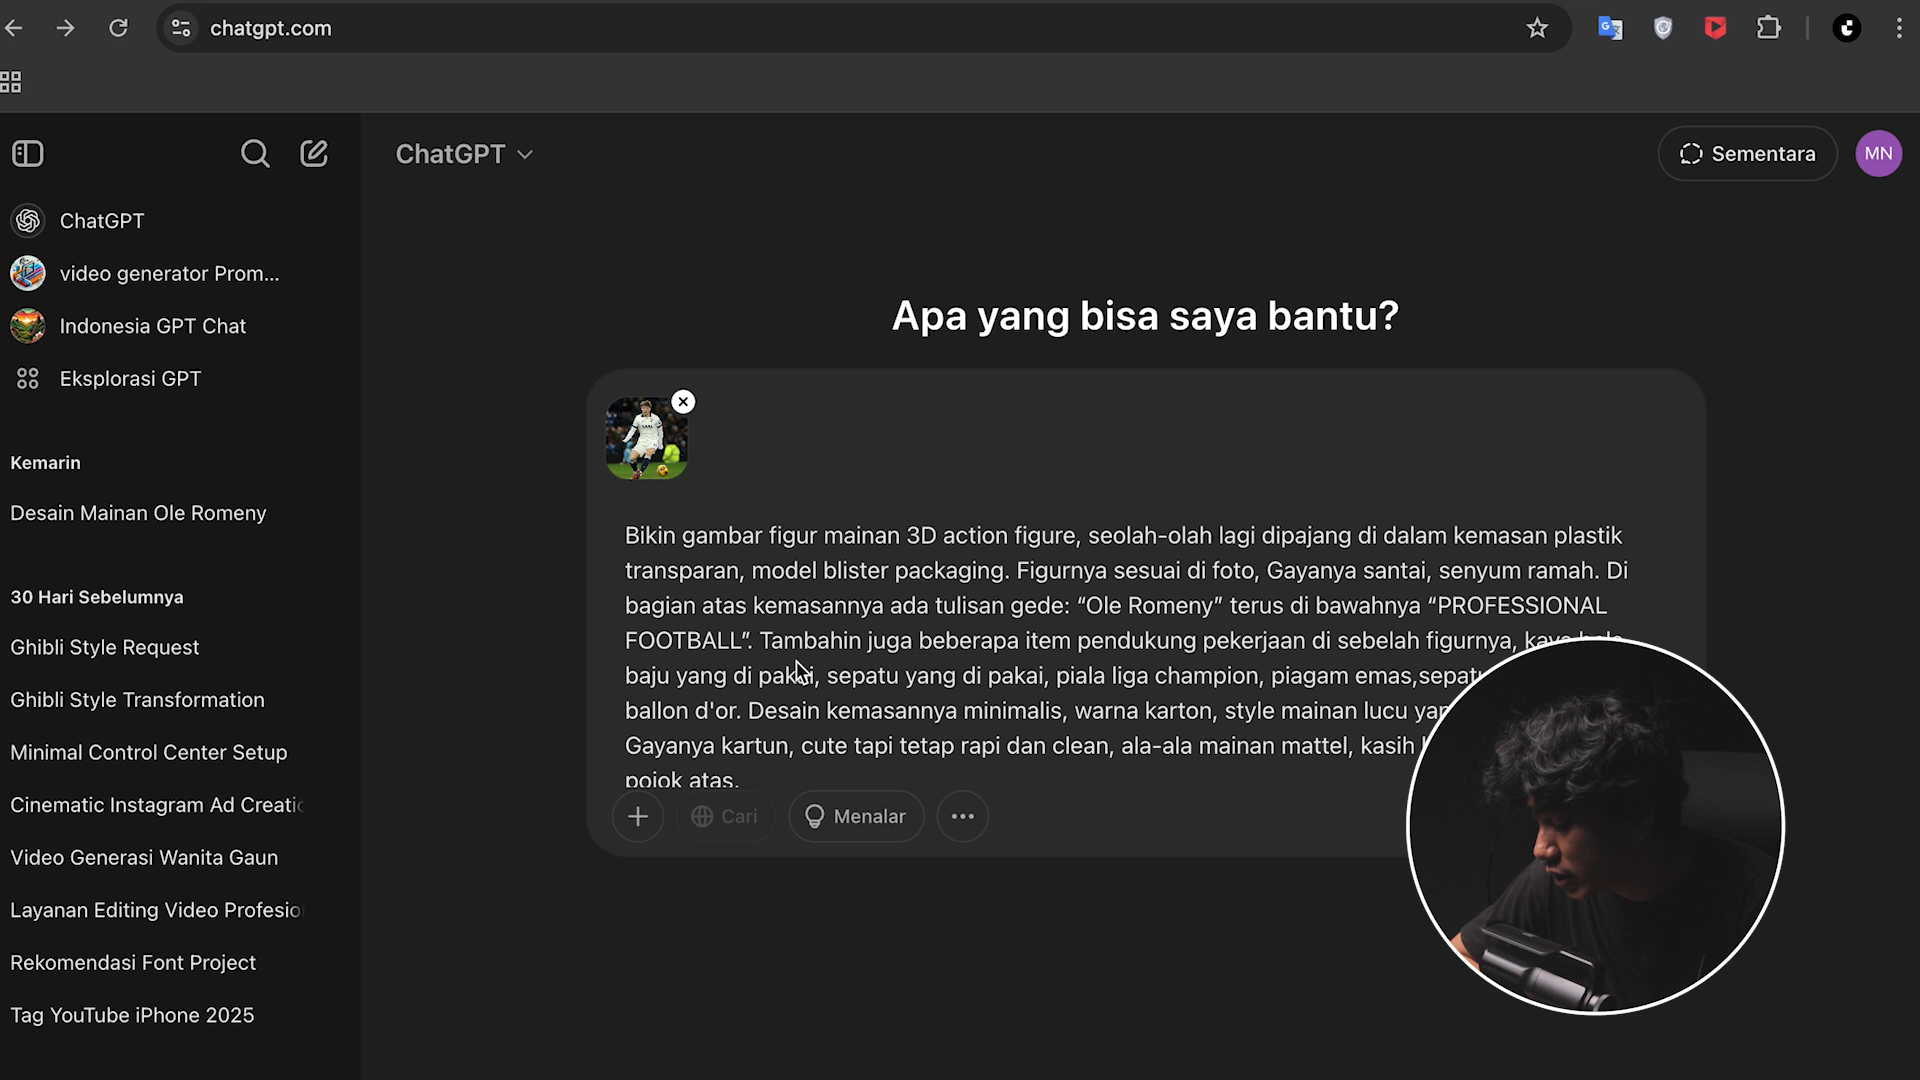 chatgpt.com
ChatGPT
Sementara
MN
ChatGPT
video generator Prom...
Indonesia GPT Chat
Eksplorasi GPT
Kemarin
Desain Mainan Ole Romeny
30 Hari Sebelumnya
Ghibli Style Request
Ghibli Style Transformation
Minimal Control Center Setup
Cinematic Instagram Ad Creatic
Video Generasi Wanita Gaun
Layanan Editing Video Profesio
Rekomendasi Font Project
Tag YouTube iPhone 2025
Apa yang bisa saya bantu?
Bikin gambar figur mainan 3D action figure, seolah-olah lagi dipajang di dalam kemasan plastik
transparan, model blister packaging. Figurnya sesuai di foto, Gayanya santai, senyum ramah. Di
bagian atas kemasannya ada tulisan gede: “Ole Romeny” terus di bawahnya “PROFESSIONAL
FOOTBALL”. Tambahin juga beberapa item pendukung pekerjaan di sebelah figurnya,
baju yang di pakai, sepatu yang di pakai, piala liga champion, piagam emas,sepatu
ballon d'or. Desain kemasannya minimalis, warna karton, style mainan lucu
Gayanya kartun, cute tapi tetap rapi dan clean, ala-ala mainan mattel, kasih
pojok atas.
Cari
Menalar